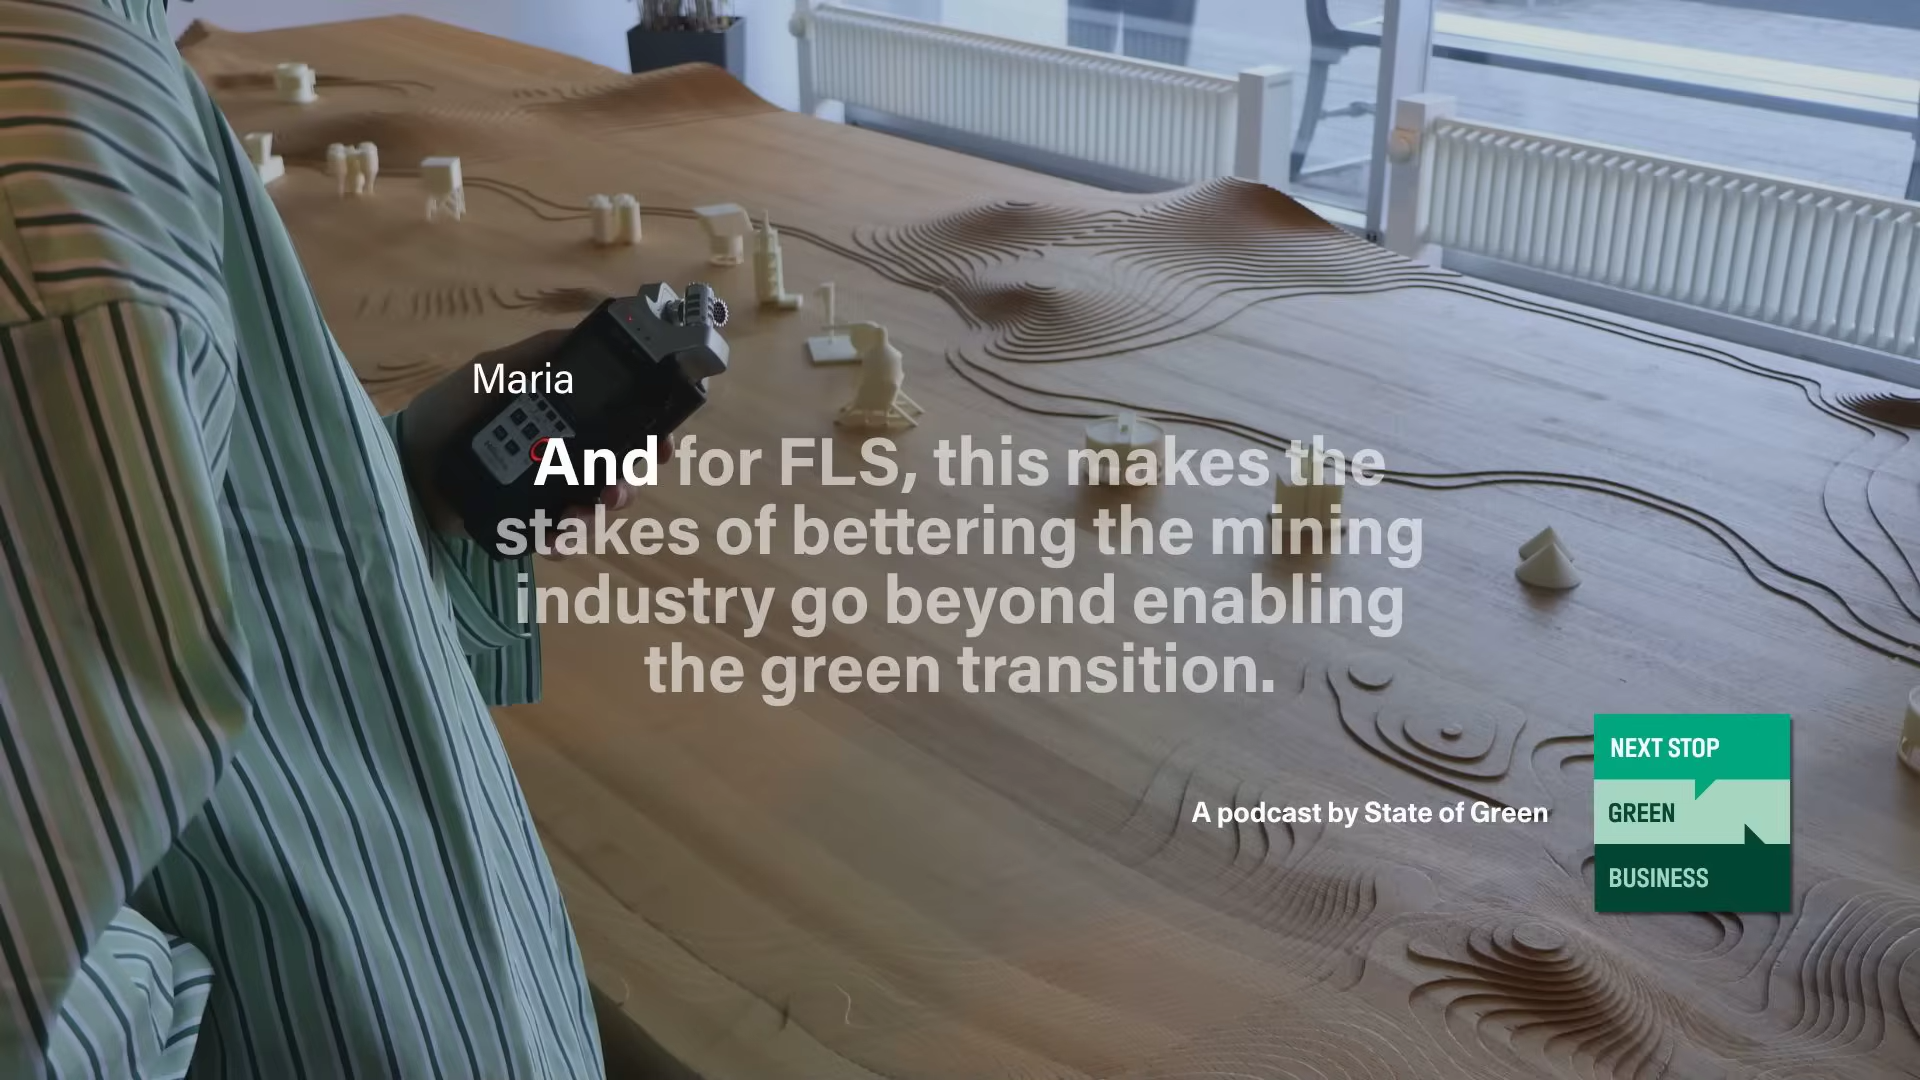 Maria
And for FLS, this makes the
stakes of bettering the mining
industry go beyond enabling
the green transition.
A podcast by State of Green
NEXT STOP
GREEN
BUSINESS